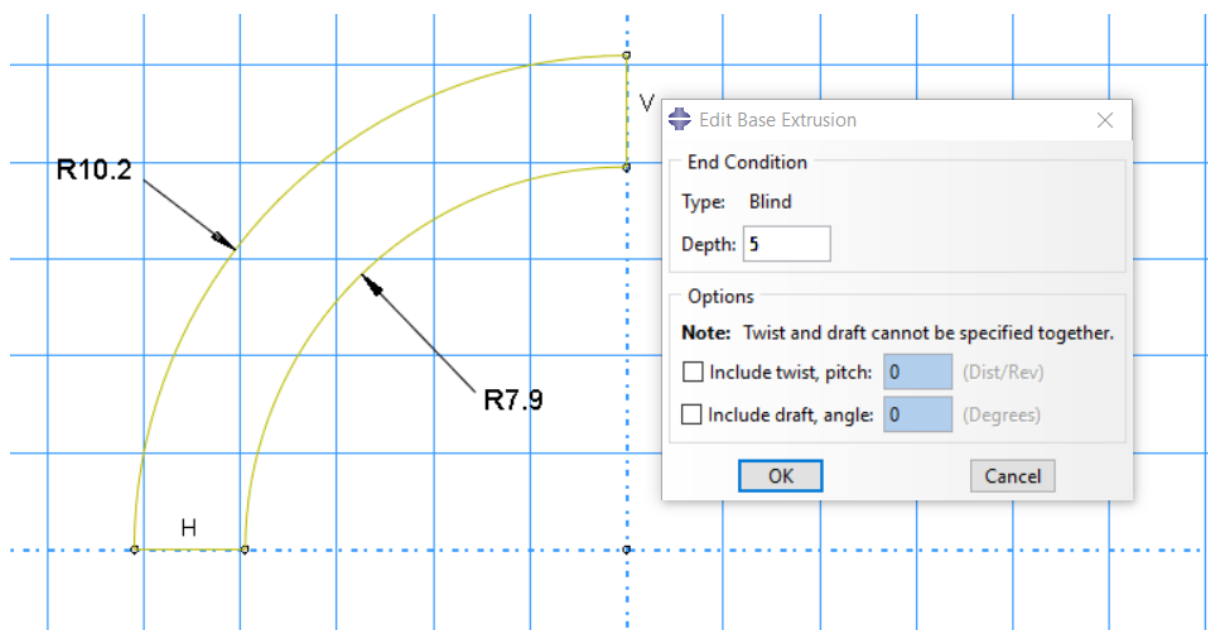 R10.2
R7.9
H
V
Edit Base Extrusion
End Condition
Type: Blind
Depth: 5
Options
Note: Twist and draft cannot be specified together.
Include twist, pitch: 0 (Dist/Rev)
Include draft, angle: 0 (Degrees)
OK Cancel